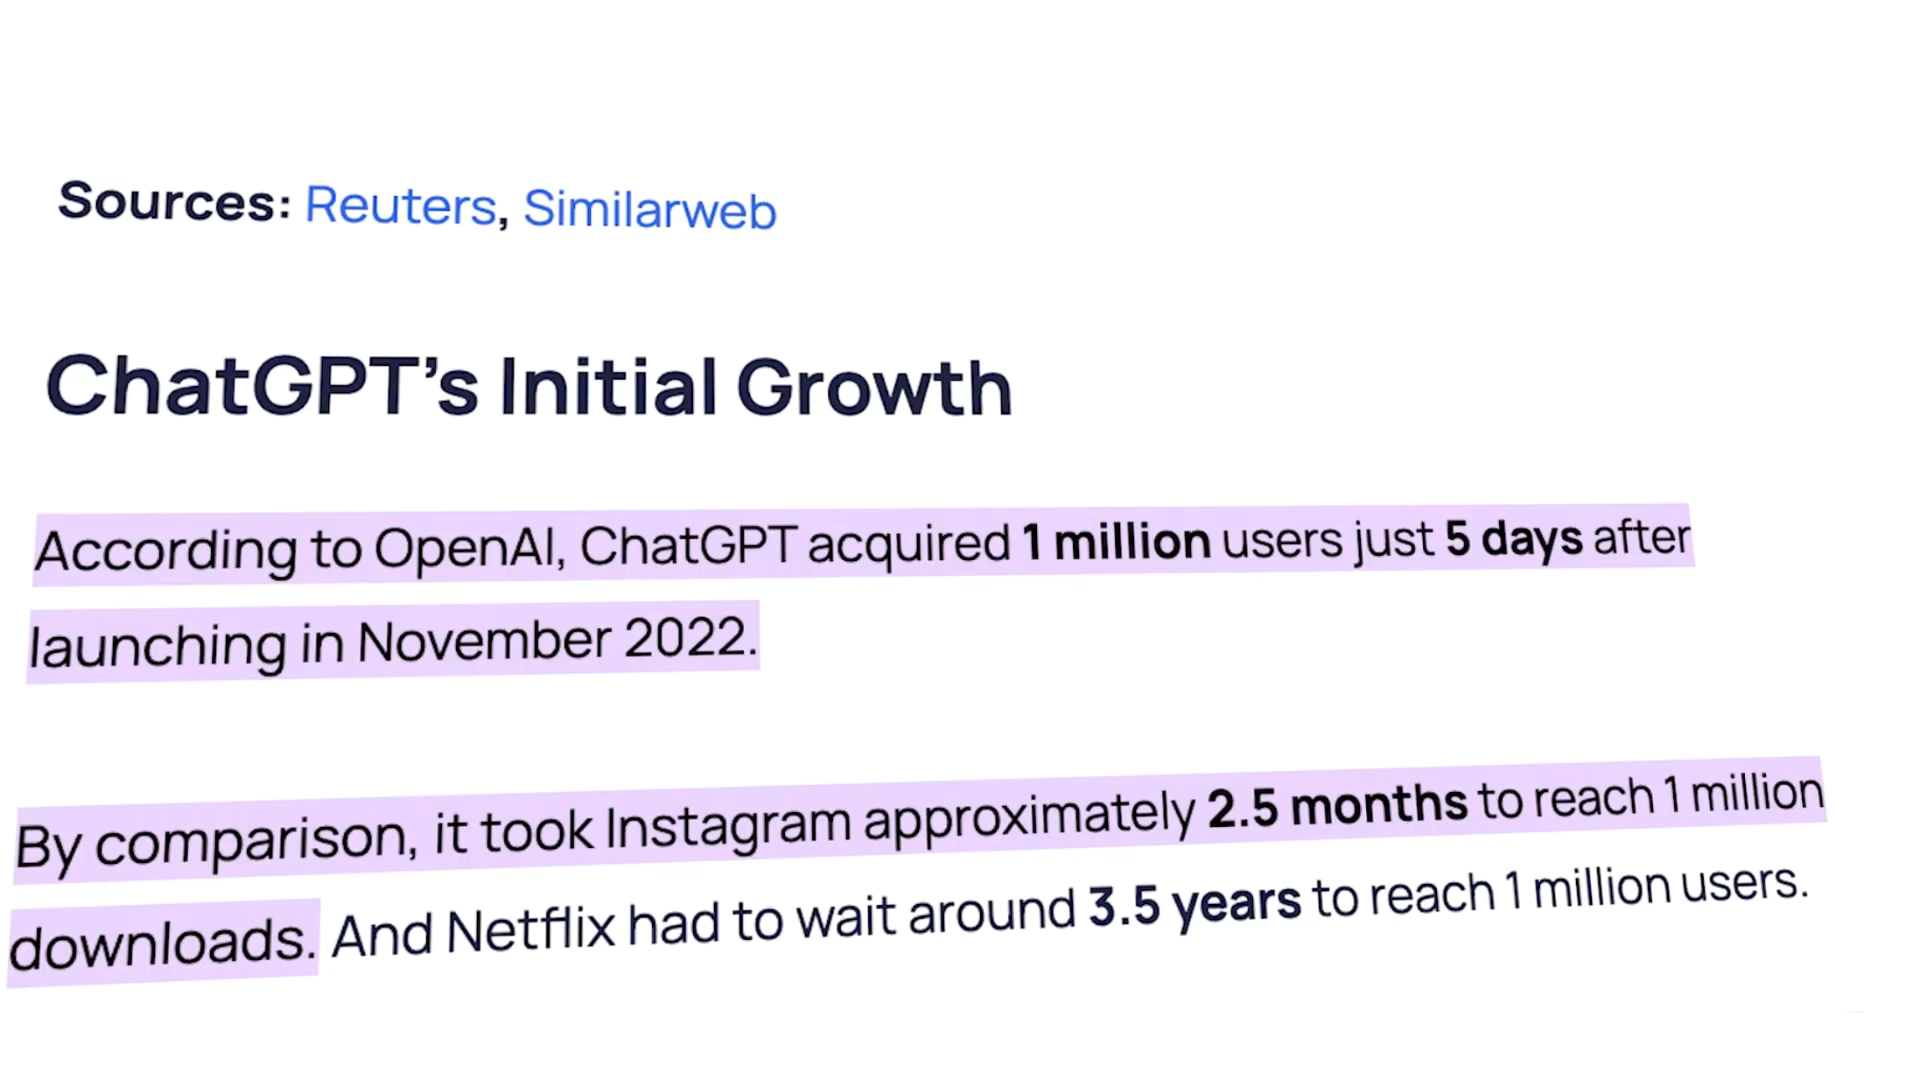 Sources: Reuters, Similarweb
ChatGPT’s Initial Growth
According to OpenAI, ChatGPT acquired 1 million users just 5 days after
launching in November 2022.
By comparison, it took Instagram approximately 2.5 months to reach 1 million
downloads. And Netflix had to wait around 3.5 years to reach 1 million users.